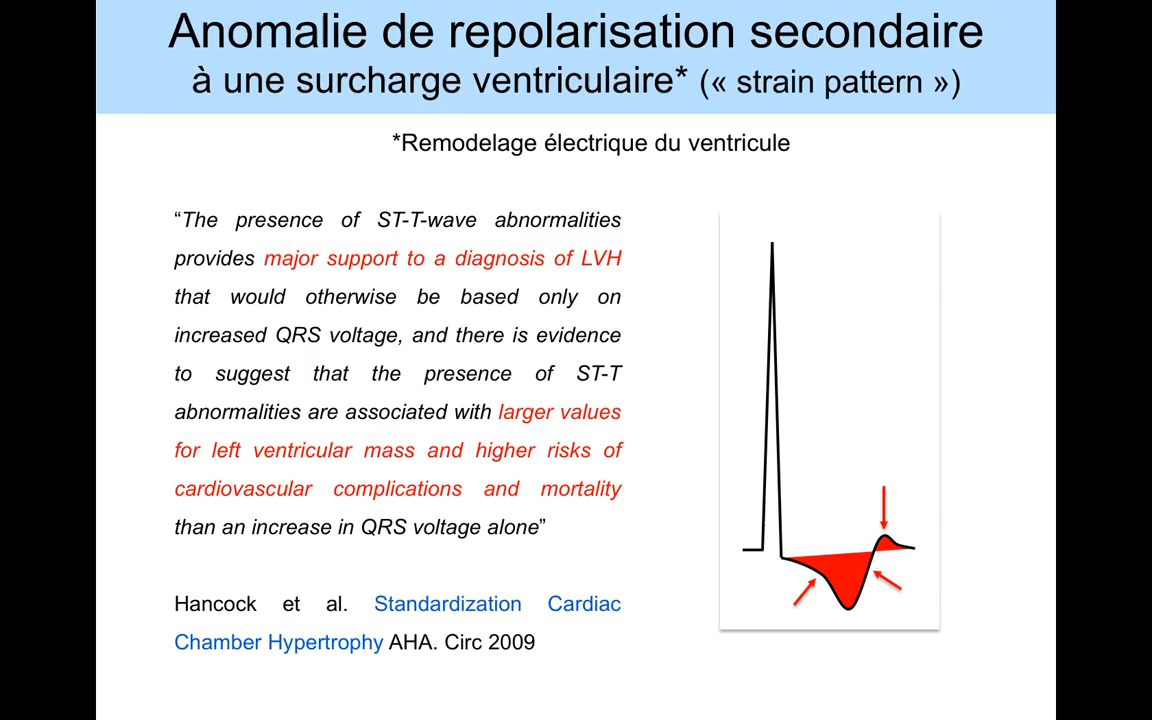 Anomalie de repolarisation secondaire
à une surcharge ventriculaire* (« strain pattern »)
*Remodelage électrique du ventricule
“The presence of ST-T-wave abnormalities
provides major support to a diagnosis of LVH
that would otherwise be based only on
increased QRS voltage, and there is evidence
to suggest that the presence of ST-T
abnormalities are associated with larger values
for left ventricular mass and higher risks of
cardiovascular complications and mortality
than an increase in QRS voltage alone”
Hancock et al. Standardization Cardiac
Chamber Hypertrophy AHA. Circ 2009